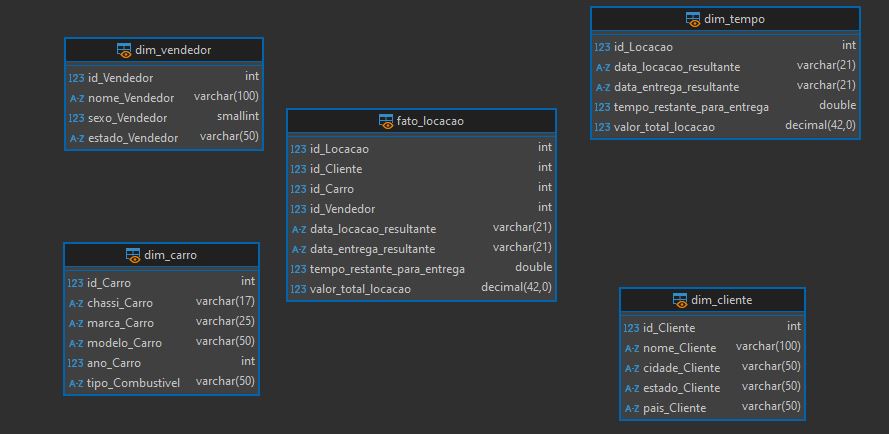 dim_vendedor
123 id_Vendedor int
A-Z nome_Vendedor varchar(100)
123 sexo_Vendedor smallint
A-Z estado_Vendedor varchar(50)
dim_tempo
123 id_Locacao int
A-Z data_locacao_resultante varchar(21)
A-Z data_entrega_resultante varchar(21)
123 tempo_restante_para_entrega double
123 valor_total_locacao decimal(42,0)
fato_locacao
123 id_Locacao int
123 id_Cliente int
123 id_Carro int
123 id_Vendedor int
A-Z data_locacao_resultante varchar(21)
A-Z data_entrega_resultante varchar(21)
123 tempo_restante_para_entrega double
123 valor_total_locacao decimal(42,0)
dim_carro
123 id_Carro int
A-Z chassi_Carro varchar(17)
A-Z marca_Carro varchar(25)
A-Z modelo_Carro varchar(50)
123 ano_Carro int
A-Z tipo_Combustivel varchar(50)
dim_cliente
123 id_Cliente int
A-Z nome_Cliente varchar(100)
A-Z cidade_Cliente varchar(50)
A-Z estado_Cliente varchar(50)
A-Z pais_Cliente varchar(50)